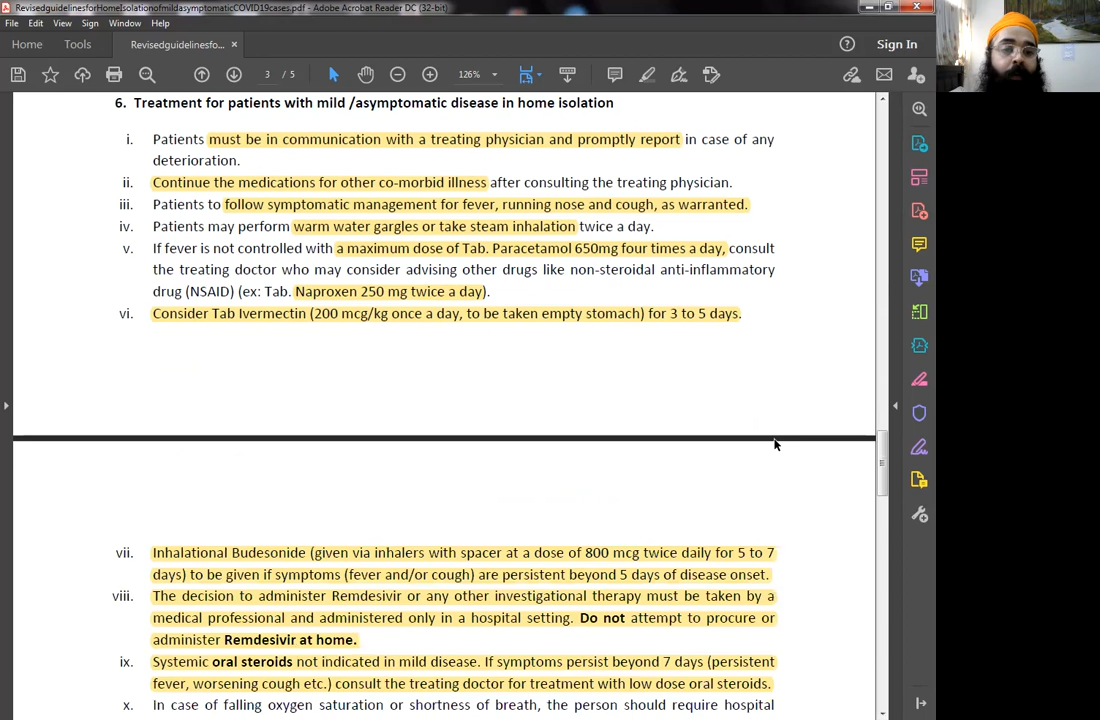 RevisedguidelinesforHomeIsolationofmildasymptomaticCOVID19cases.pdf - Adobe Acrobat Reader DC (32-bit)
File Edit View Sign Window Help
Home Tools Revisedguidelinesfo... × Sign In
3 / 5 126%
6. Treatment for patients with mild /asymptomatic disease in home isolation
i. Patients must be in communication with a treating physician and promptly report in case of any
deterioration.
ii. Continue the medications for other co-morbid illness after consulting the treating physician.
iii. Patients to follow symptomatic management for fever, running nose and cough, as warranted.
iv. Patients may perform warm water gargles or take steam inhalation twice a day.
v. If fever is not controlled with a maximum dose of Tab. Paracetamol 650mg four times a day, consult
the treating doctor who may consider advising other drugs like non-steroidal anti-inflammatory
drug (NSAID) (ex: Tab. Naproxen 250 mg twice a day).
vi. Consider Tab Ivermectin (200 mcg/kg once a day, to be taken empty stomach) for 3 to 5 days.
vii. Inhalational Budesonide (given via inhalers with spacer at a dose of 800 mcg twice daily for 5 to 7
days) to be given if symptoms (fever and/or cough) are persistent beyond 5 days of disease onset.
viii. The decision to administer Remdesivir or any other investigational therapy must be taken by a
medical professional and administered only in a hospital setting. Do not attempt to procure or
administer Remdesivir at home.
ix. Systemic oral steroids not indicated in mild disease. If symptoms persist beyond 7 days (persistent
fever, worsening cough etc.) consult the treating doctor for treatment with low dose oral steroids.
x. In case of falling oxygen saturation or shortness of breath, the person should require hospital